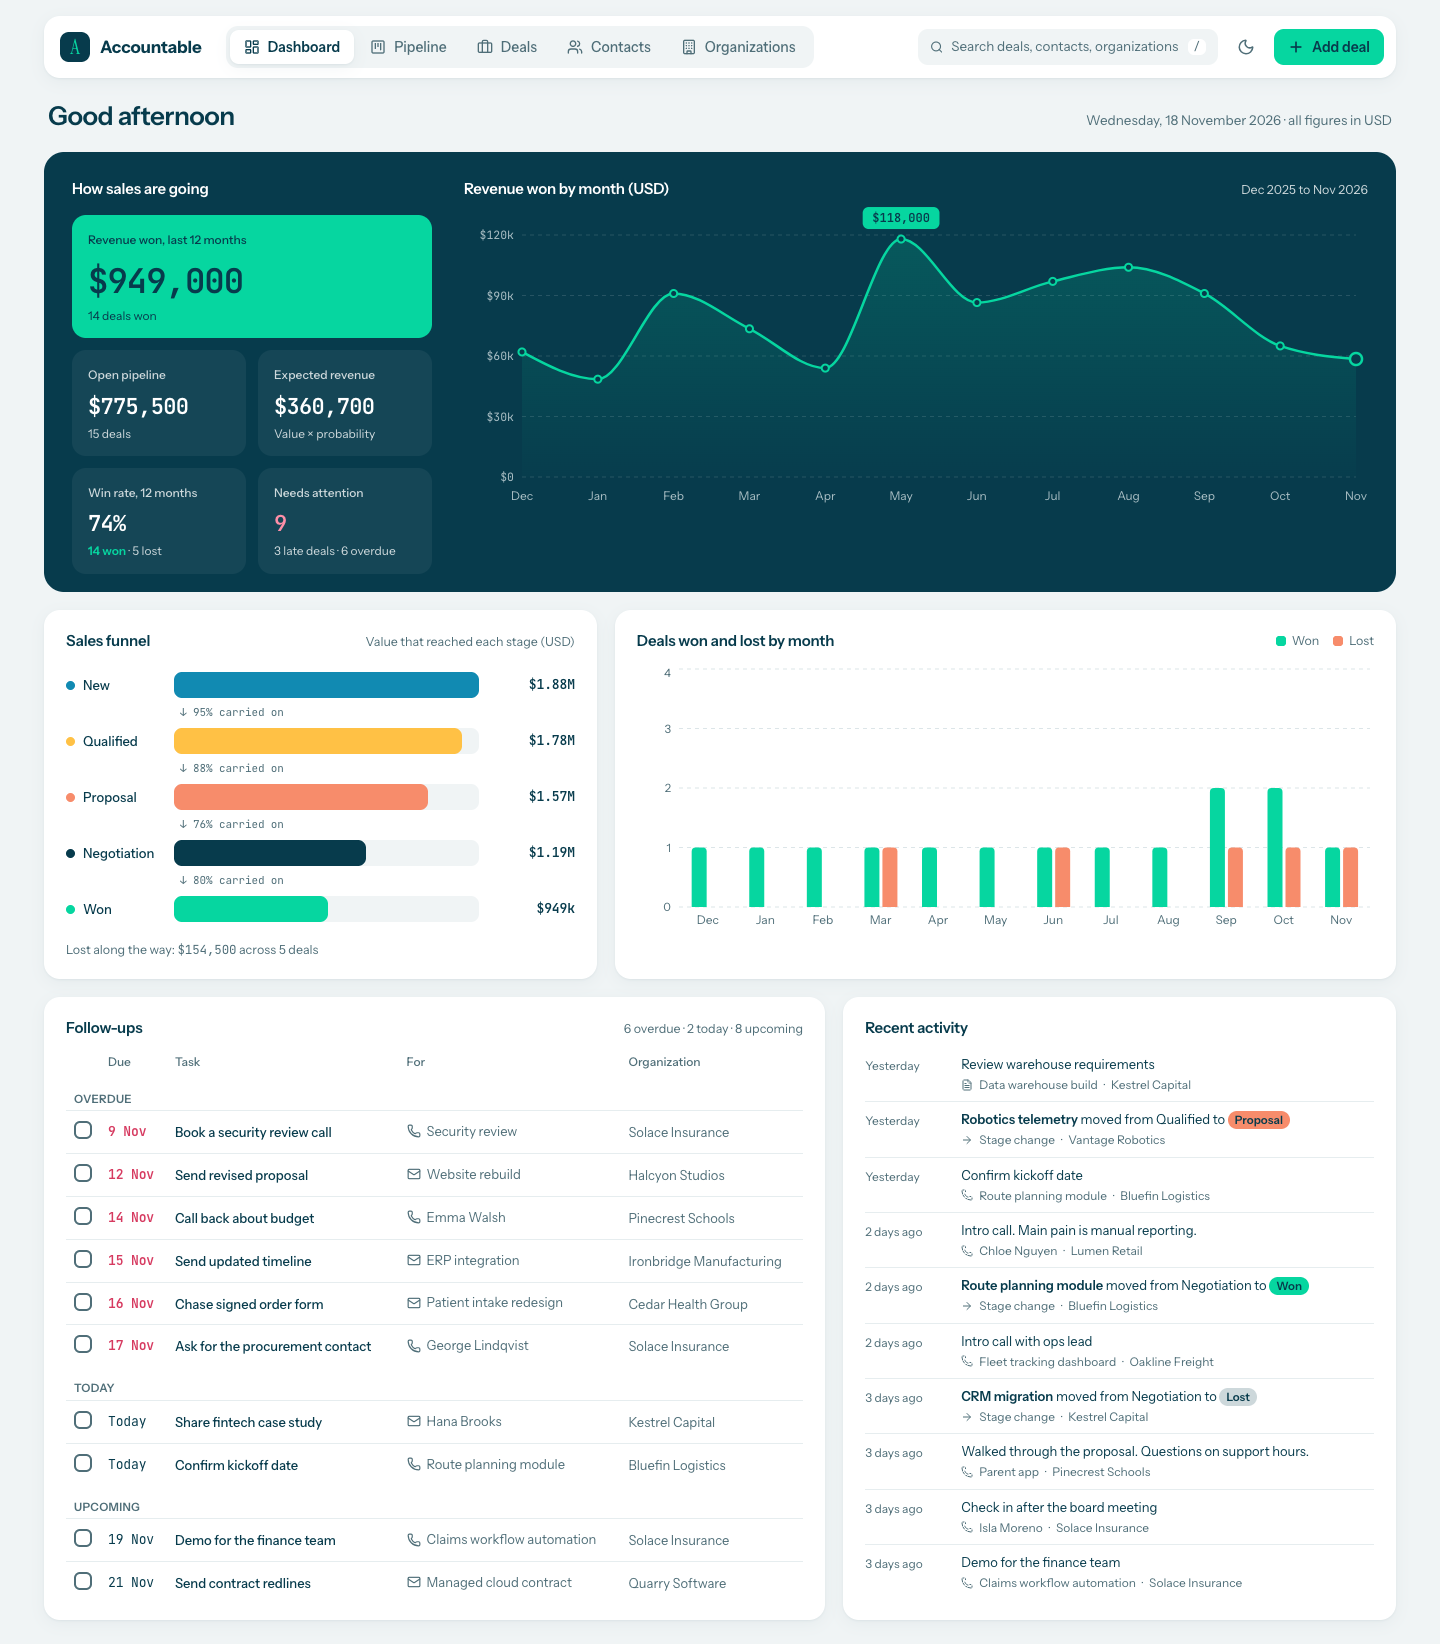 A Accountable Dashboard Pipeline Deals Contacts Organizations Search deals, contacts, organizations / Add deal
Good afternoon
Wednesday, 18 November 2026 · all figures in USD
How sales are going
Revenue won, last 12 months
$949,000
14 deals won
Open pipeline
$775,500
15 deals
Expected revenue
$360,700
Value × probability
Win rate, 12 months
74%
14 won · 5 lost
Needs attention
9
3 late deals · 6 overdue
Revenue won by month (USD)
Dec 2025 to Nov 2026
$118,000
$120k
$90k
$60k
$30k
$0
Dec Jan Feb Mar Apr May Jun Jul Aug Sep Oct Nov
Sales funnel
Value that reached each stage (USD)
New $1.88M
↓ 95% carried on
Qualified $1.78M
↓ 88% carried on
Proposal $1.57M
↓ 76% carried on
Negotiation $1.19M
↓ 80% carried on
Won $949k
Lost along the way: $154,500 across 5 deals
Deals won and lost by month
Won Lost
4
3
2
1
0
Dec Jan Feb Mar Apr May Jun Jul Aug Sep Oct Nov
Follow-ups
6 overdue · 2 today · 8 upcoming
Due Task For Organization
OVERDUE
9 Nov Book a security review call Security review Solace Insurance
12 Nov Send revised proposal Website rebuild Halcyon Studios
14 Nov Call back about budget Emma Walsh Pinecrest Schools
15 Nov Send updated timeline ERP integration Ironbridge Manufacturing
16 Nov Chase signed order form Patient intake redesign Cedar Health Group
17 Nov Ask for the procurement contact George Lindqvist Solace Insurance
TODAY
Today Share fintech case study Hana Brooks Kestrel Capital
Today Confirm kickoff date Route planning module Bluefin Logistics
UPCOMING
19 Nov Demo for the finance team Claims workflow automation Solace Insurance
21 Nov Send contract redlines Managed cloud contract Quarry Software
Recent activity
Yesterday Review warehouse requirements
Data warehouse build · Kestrel Capital
Yesterday Robotics telemetry moved from Qualified to Proposal
Stage change · Vantage Robotics
Yesterday Confirm kickoff date
Route planning module · Bluefin Logistics
2 days ago Intro call. Main pain is manual reporting.
Chloe Nguyen · Lumen Retail
2 days ago Route planning module moved from Negotiation to Won
Stage change · Bluefin Logistics
2 days ago Intro call with ops lead
Fleet tracking dashboard · Oakline Freight
3 days ago CRM migration moved from Negotiation to Lost
Stage change · Kestrel Capital
3 days ago Walked through the proposal. Questions on support hours.
Parent app · Pinecrest Schools
3 days ago Check in after the board meeting
Isla Moreno · Solace Insurance
3 days ago Demo for the finance team
Claims workflow automation · Solace Insurance